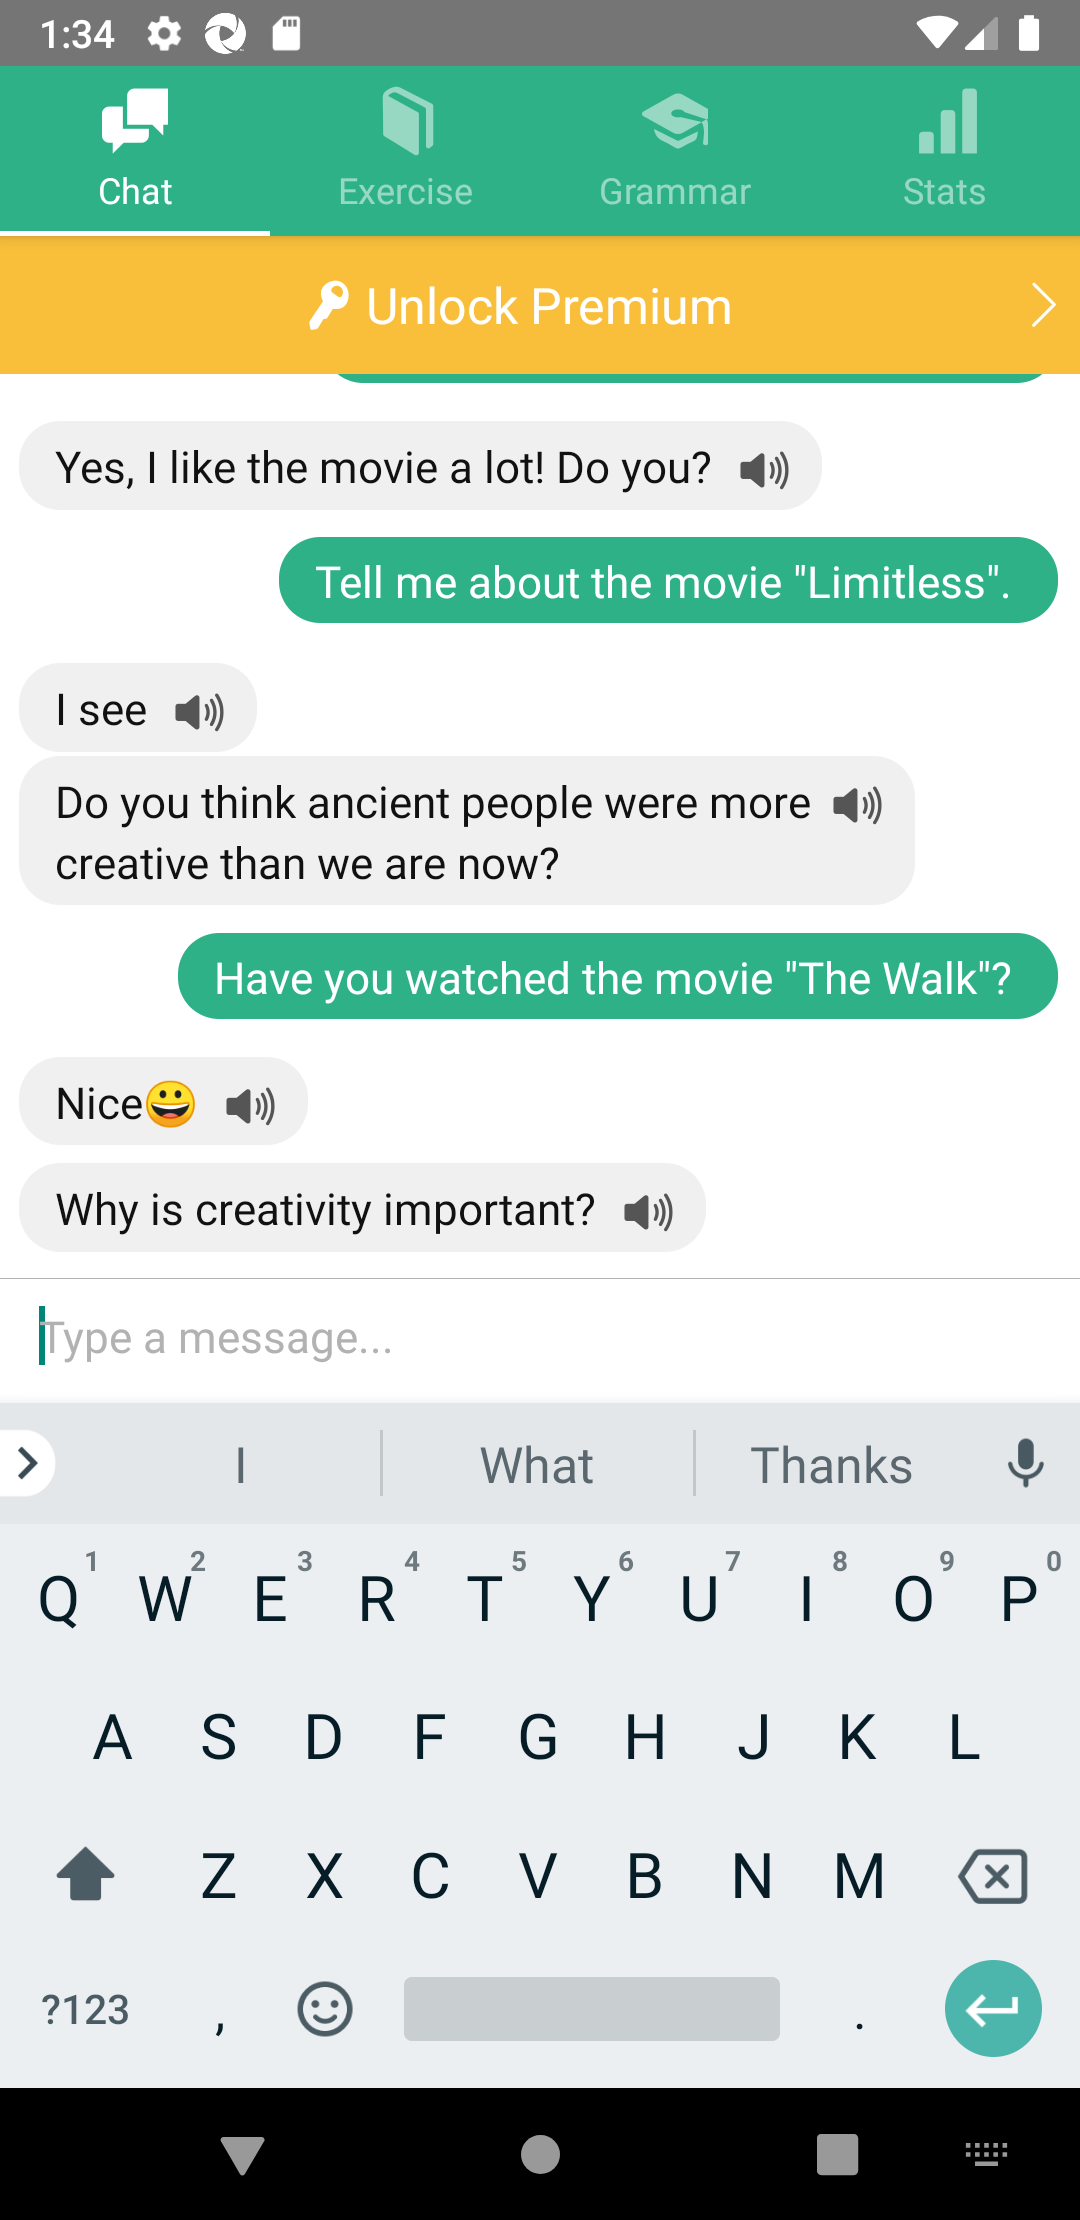 1:34
Chat
Exercise
Grammar
Stats
Unlock Premium
Yes, I like the movie a lot! Do you?
Tell me about the movie "Limitless".
I see
Do you think ancient people were more
creative than we are now?
Have you watched the movie "The Walk"?
Nice😀
Why is creativity important?
Type a message...
I What Thanks
Q 1 W 2 E 3 R 4 T 5 Y 6 U 7 I 8 O 9 P 0
A S D F G H J K L
Z X C V B N M
?123 , .